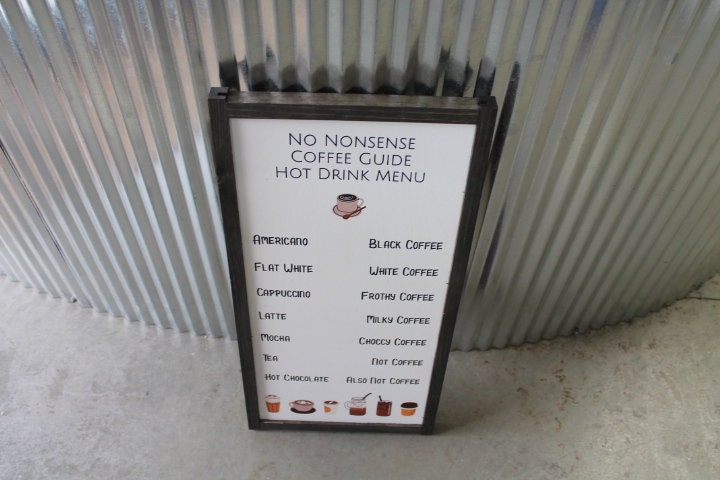 No Nonsense
Coffee Guide
Hot Drink Menu
Americano Black Coffee
Flat White White Coffee
Cappuccino Frothy Coffee
Latte Milky Coffee
Mocha Choccy Coffee
Tea Not Coffee
Hot Chocolate Also Not Coffee